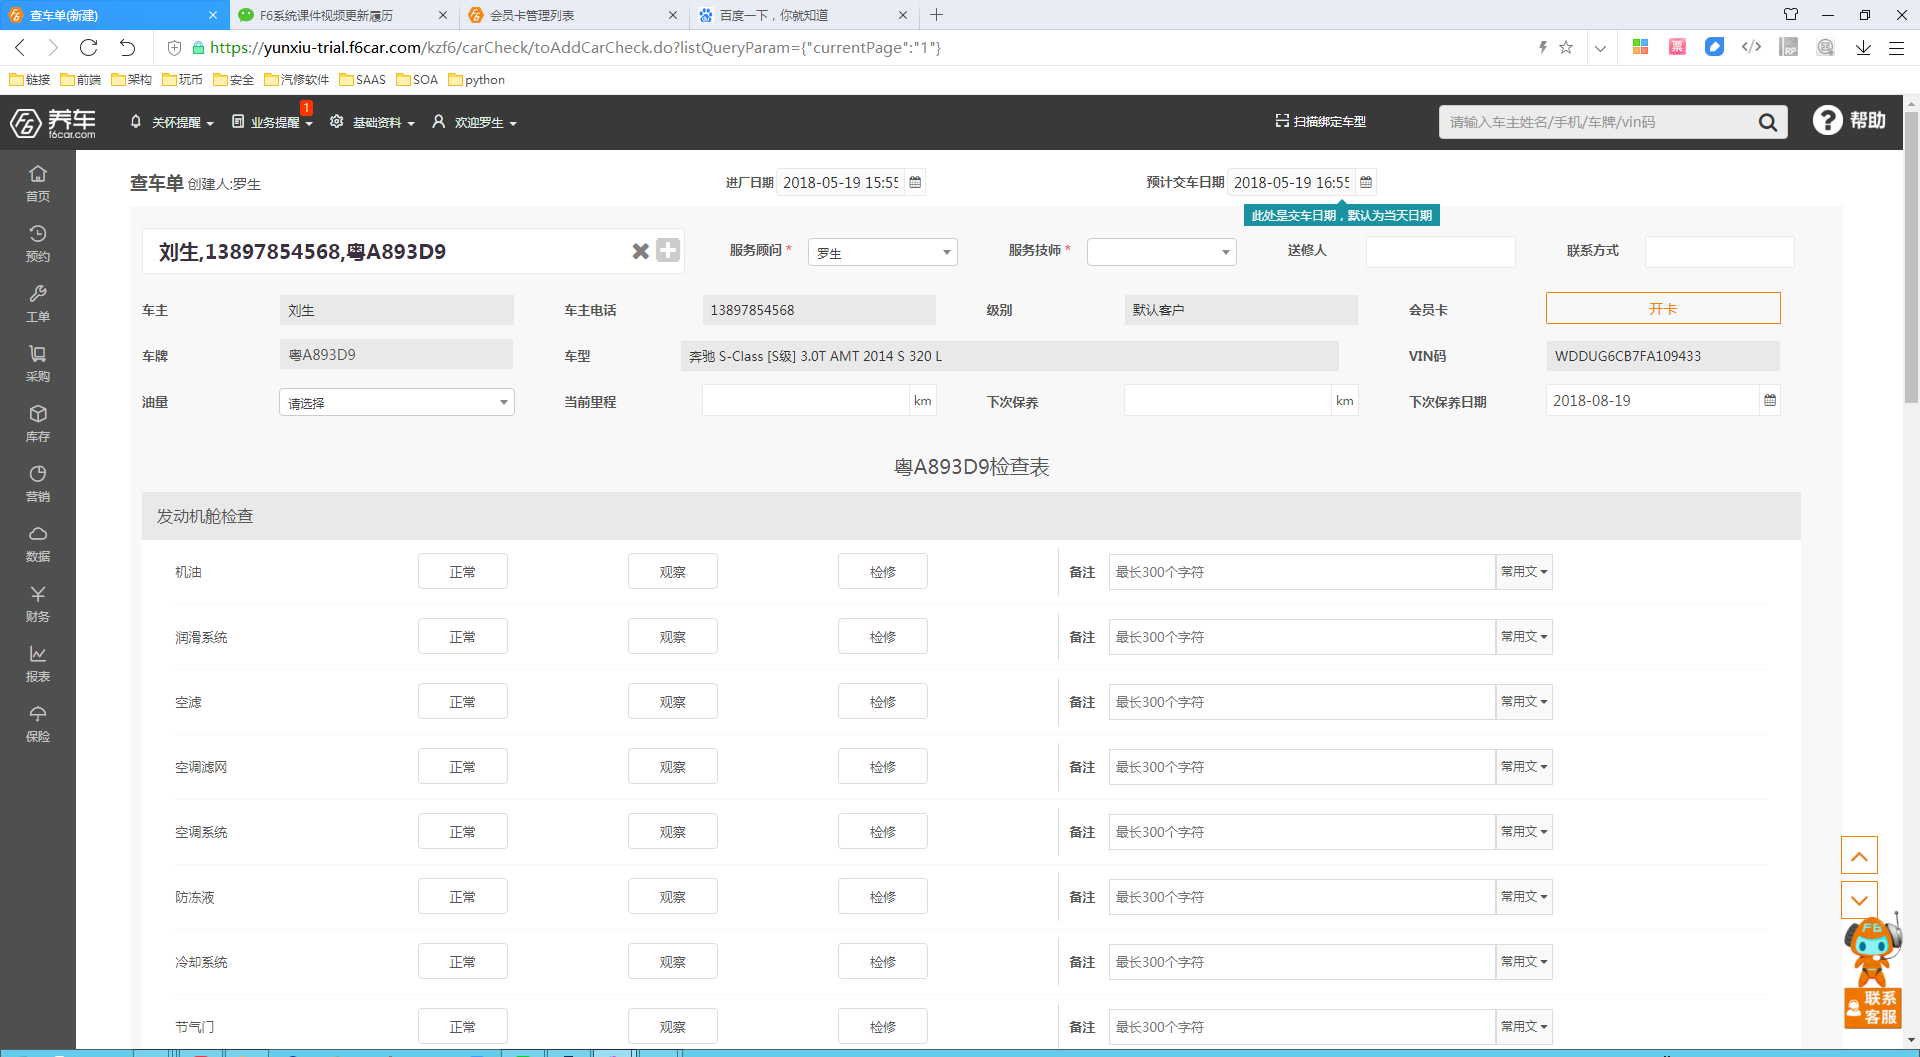 查车单(新建)
F6系统课件视频更新履历
会员卡管理列表
百度一下，你就知道
https://yunxiu-trial.f6car.com/kzf6/carCheck/toAddCarCheck.do?listQueryParam={"currentPage":"1"}
票
RP
链接 前端 架构 玩币 安全 汽修软件 SAAS SOA python
养车
f6car.com
关怀提醒
业务提醒
1
基础资料
欢迎罗生
扫描绑定车型
请输入车主姓名/手机/车牌/vin码
帮助
首页
预约
工单
采购
库存
营销
数据
财务
报表
保险
查车单 创建人:罗生
进厂日期 2018-05-19 15:55
预计交车日期 2018-05-19 16:55
此处是交车日期，默认为当天日期
刘生,13897854568,粤A893D9
服务顾问 * 罗生
服务技师 *
送修人
联系方式
车主 刘生
车主电话 13897854568
级别 默认客户
会员卡 开卡
车牌 粤A893D9
车型 奔驰 S-Class [S级] 3.0T AMT 2014 S 320 L
VIN码 WDDUG6CB7FA109433
油量 请选择
当前里程 km
下次保养 km
下次保养日期 2018-08-19
粤A893D9检查表
发动机舱检查
机油 正常 观察 检修 备注 最长300个字符 常用文
润滑系统 正常 观察 检修 备注 最长300个字符 常用文
空滤 正常 观察 检修 备注 最长300个字符 常用文
空调滤网 正常 观察 检修 备注 最长300个字符 常用文
空调系统 正常 观察 检修 备注 最长300个字符 常用文
防冻液 正常 观察 检修 备注 最长300个字符 常用文
冷却系统 正常 观察 检修 备注 最长300个字符 常用文
节气门 正常 观察 检修 备注 最长300个字符 常用文
F6
联系
客服